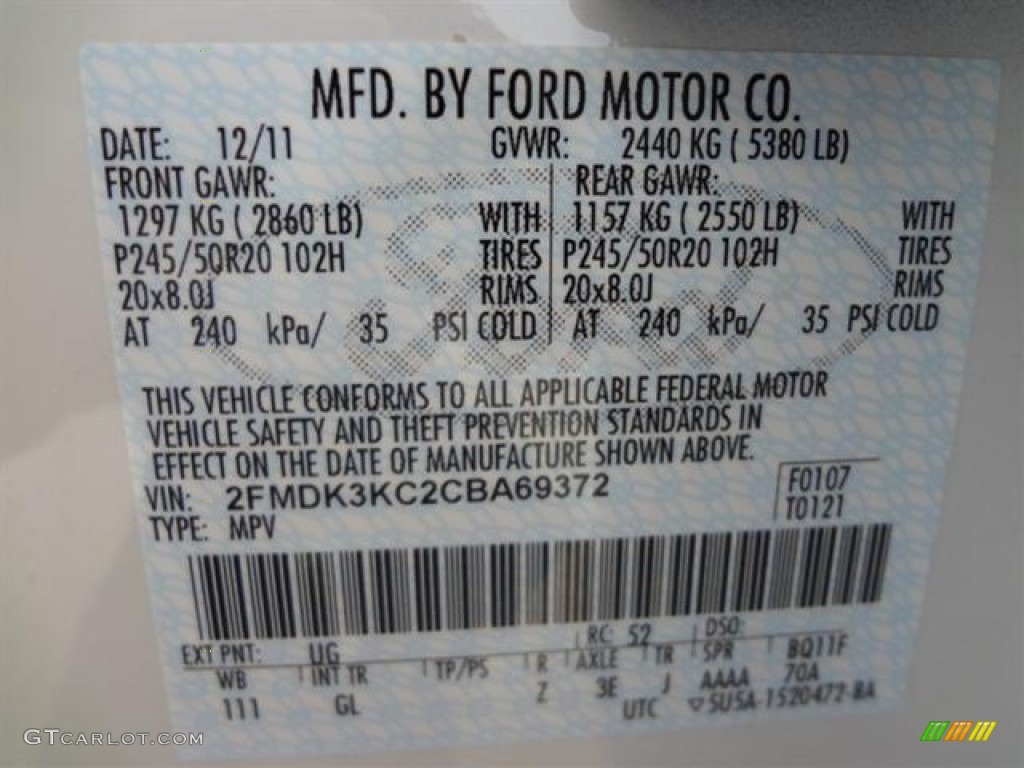 MFD. BY FORD MOTOR CO.
DATE: 12/11 GVWR: 2440 KG ( 5380 LB)
FRONT GAWR: REAR GAWR:
1297 KG ( 2860 LB) WITH 1157 KG ( 2550 LB) WITH
P245/50R20 102H TIRES P245/50R20 102H TIRES
20x8.0J RIMS 20x8.0J RIMS
AT 240 kPa/ 35 PSI COLD AT 240 kPa/ 35 PSI COLD
THIS VEHICLE CONFORMS TO ALL APPLICABLE FEDERAL MOTOR
VEHICLE SAFETY AND THEFT PREVENTION STANDARDS IN
EFFECT ON THE DATE OF MANUFACTURE SHOWN ABOVE.
VIN: 2FMDK3KC2CBA69372 F0107
TYPE: MPV T0121
EXT PNT: UG RC: 52 DSO:
WB INT TR TP/PS R AXLE TR SPR BQ11F
111 GL Z 3E J AAAA 70A
UTC ▽5U5A-1520472-BA
GTCARLOT.COM